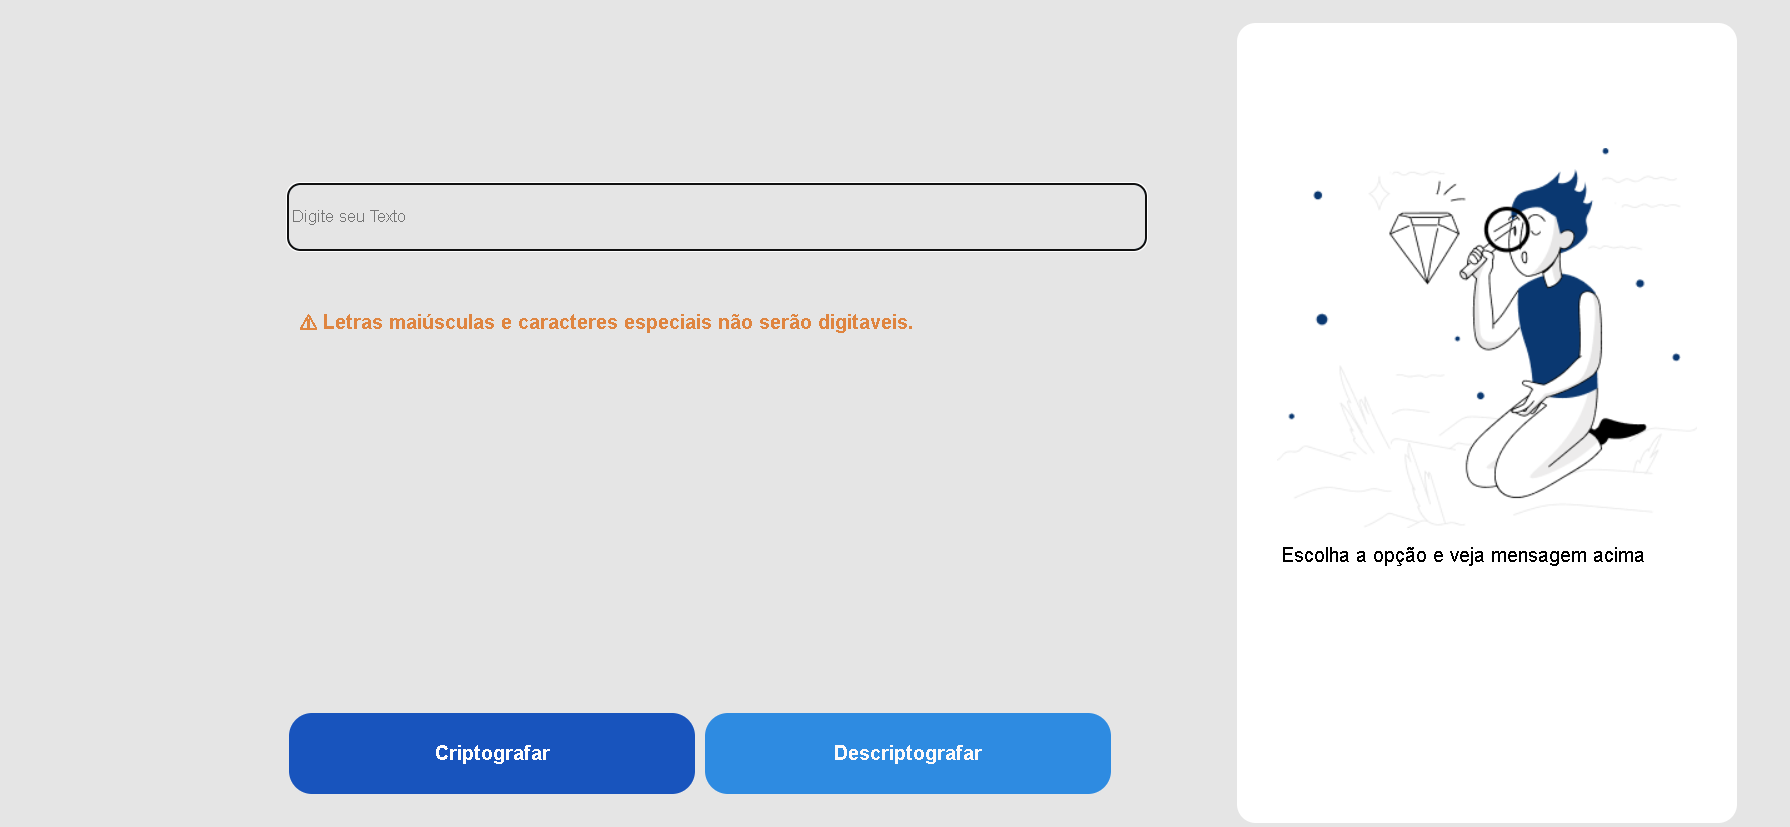 Digite seu Texto
⚠ Letras maiúsculas e caracteres especiais não serão digitaveis.
Criptografar
Descriptografar
Escolha a opção e veja mensagem acima